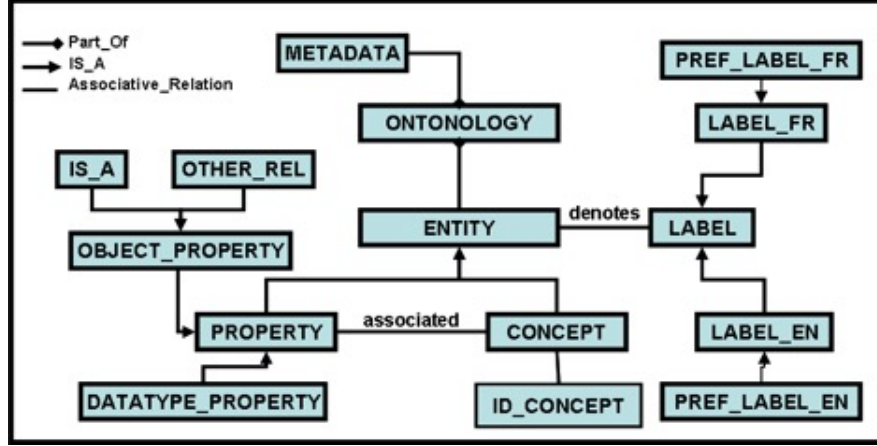 Part_Of
IS_A
Associative_Relation
METADATA
PREF_LABEL_FR
ONTONOLOGY
LABEL_FR
IS_A
OTHER_REL
ENTITY
denotes
LABEL
OBJECT_PROPERTY
PROPERTY
associated
CONCEPT
LABEL_EN
DATATYPE_PROPERTY
ID_CONCEPT
PREF_LABEL_EN